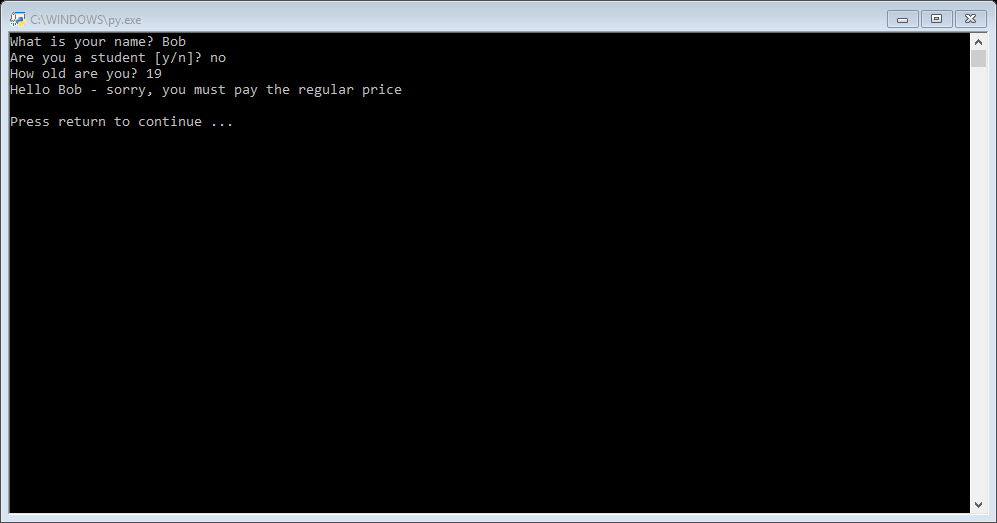 C:\WINDOWS\py.exe
What is your name? Bob
Are you a student [y/n]? no
How old are you? 19
Hello Bob - sorry, you must pay the regular price
Press return to continue ...